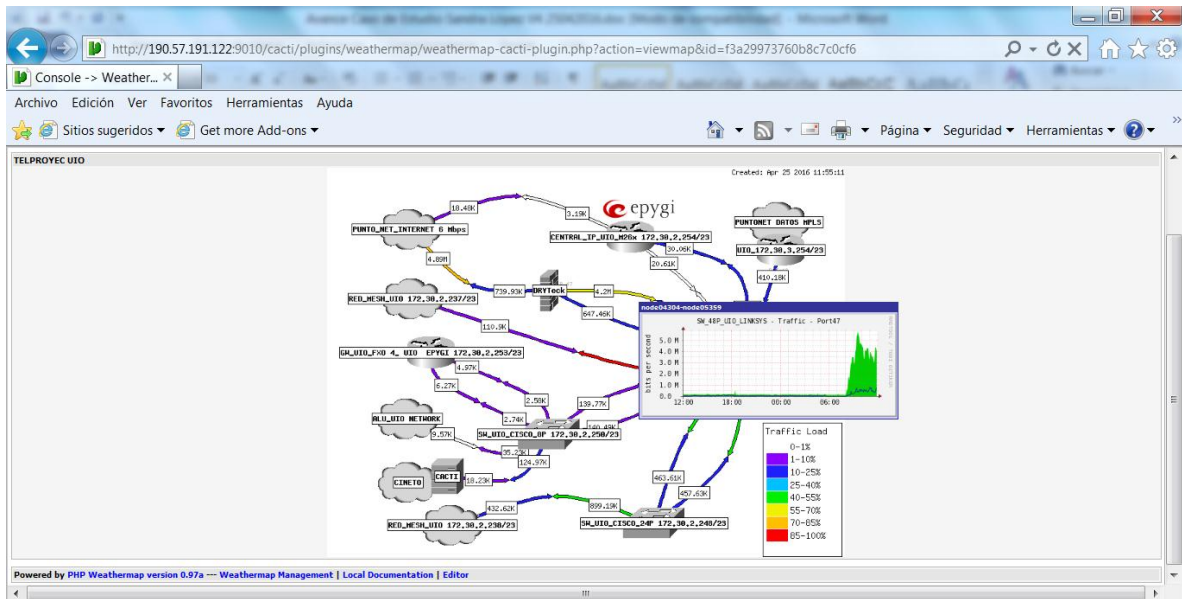 http://190.57.191.122:9010/cacti/plugins/weathermap/weathermap-cacti-plugin.php?action=viewmap&id=f3a29973760b8c7c0cf6
Console -> Weather...
Archivo Edición Ver Favoritos Herramientas Ayuda
Sitios sugeridos Get more Add-ons Página Seguridad Herramientas
TELPROYEC UIO
Created: Apr 25 2016 11:55:11
epygi
18.48K
3.19K
PUNTO_NET_INTERNET 6 Mbps
CENTRAL_IP_UIO_M26x 172.30.2.254/23
PUNTONET DATOS MPLS
UIO_172.30.3.254/23
30.06K
20.61K
4.89M
410.18K
739.93K
DRYTock
4.2M
RED_MESH_UIO 172.30.2.237/23
647.46K
110.9K
node04304-node05359
SW_48P_UIO_LINKSYS - Traffic - Port47
bits per second
5.0 M
4.0 M
3.0 M
2.0 M
1.0 M
0.0
12:00 18:00 00:00 06:00
GW_UIO_FXO 4_ UIO EPYGI 172.30.2.253/23
4.97K
6.27K
2.58K
139.77K
2.74K
140.49K
ALU_UIO NETWORK
9.57K
SW_UIO_CISCO_8P 172.30.2.250/23
35.23K
124.97K
CINETO
CACTI
18.23K
463.61K
457.63K
432.62K
899.19K
RED_MESH_UIO 172.30.2.238/23
SW_UIO_CISCO_24P 172.30.2.248/23
Traffic Load
0-1%
1-10%
10-25%
25-40%
40-55%
55-70%
70-85%
85-100%
Powered by PHP Weathermap version 0.97a --- Weathermap Management | Local Documentation | Editor